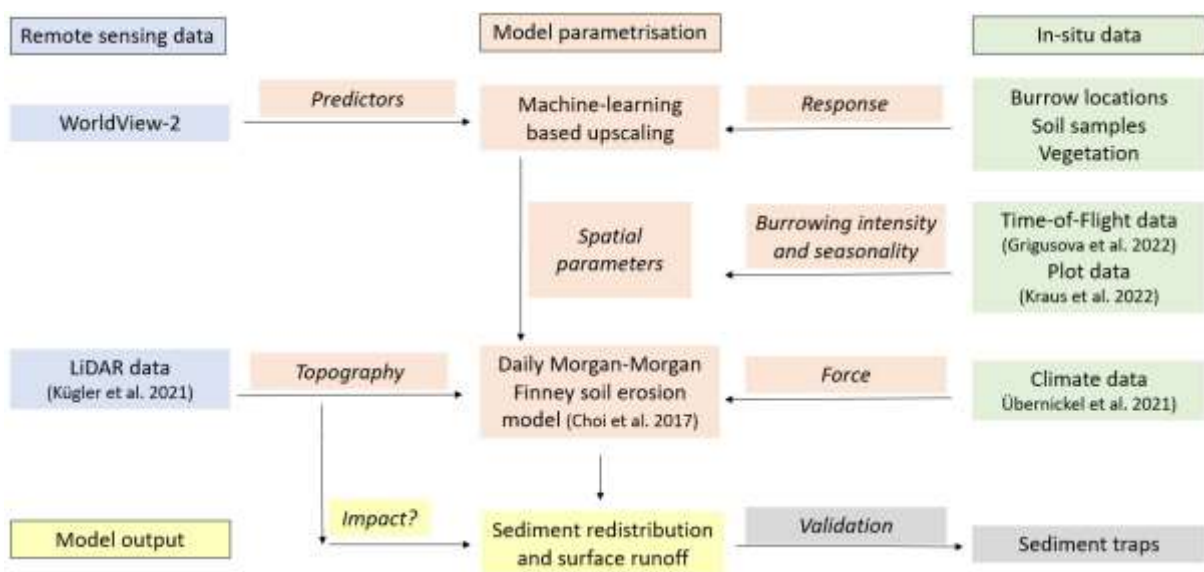 Remote sensing data
Model parametrisation
In-situ data
WorldView-2
Predictors
Machine-learning
based upscaling
Response
Burrow locations
Soil samples
Vegetation
Spatial
parameters
Burrowing intensity
and seasonality
Time-of-Flight data
(Grigusova et al. 2022)
Plot data
(Kraus et al. 2022)
LiDAR data
(Kügler et al. 2021)
Topography
Daily Morgan-Morgan
Finney soil erosion
model (Choi et al. 2017)
Force
Climate data
Übernickel et al. 2021)
Model output
Impact?
Sediment redistribution
and surface runoff
Validation
Sediment traps